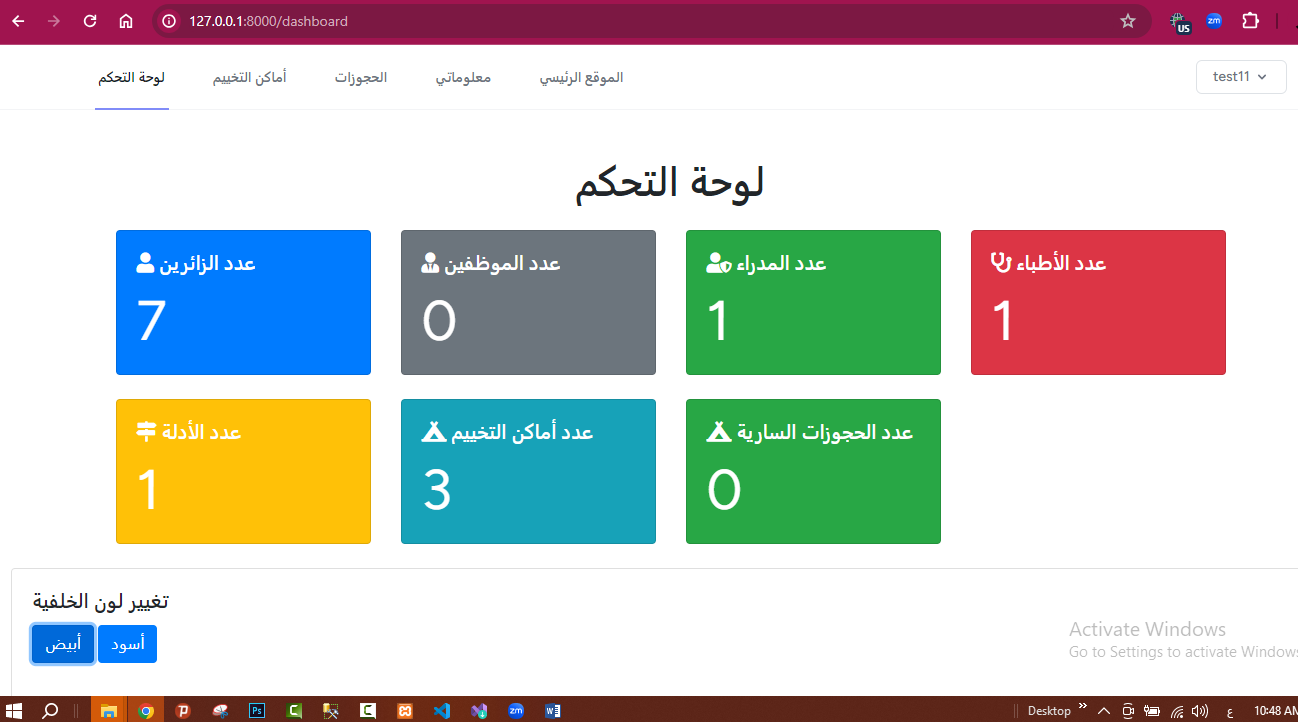 127.0.0.1:8000/dashboard
US
zm
لوحة التحكم
أماكن التخييم
الحجوزات
معلوماتي
الموقع الرئيسي
test11
لوحة التحكم
عدد الزائرين
7
عدد الموظفين
0
عدد المدراء
1
عدد الأطباء
1
عدد الأدلة
1
عدد أماكن التخييم
3
عدد الحجوزات السارية
0
تغيير لون الخلفية
أبيض
أسود
Activate Windows
Go to Settings to activate Windows
Ps
zm
Desktop
ع
10:48 AM